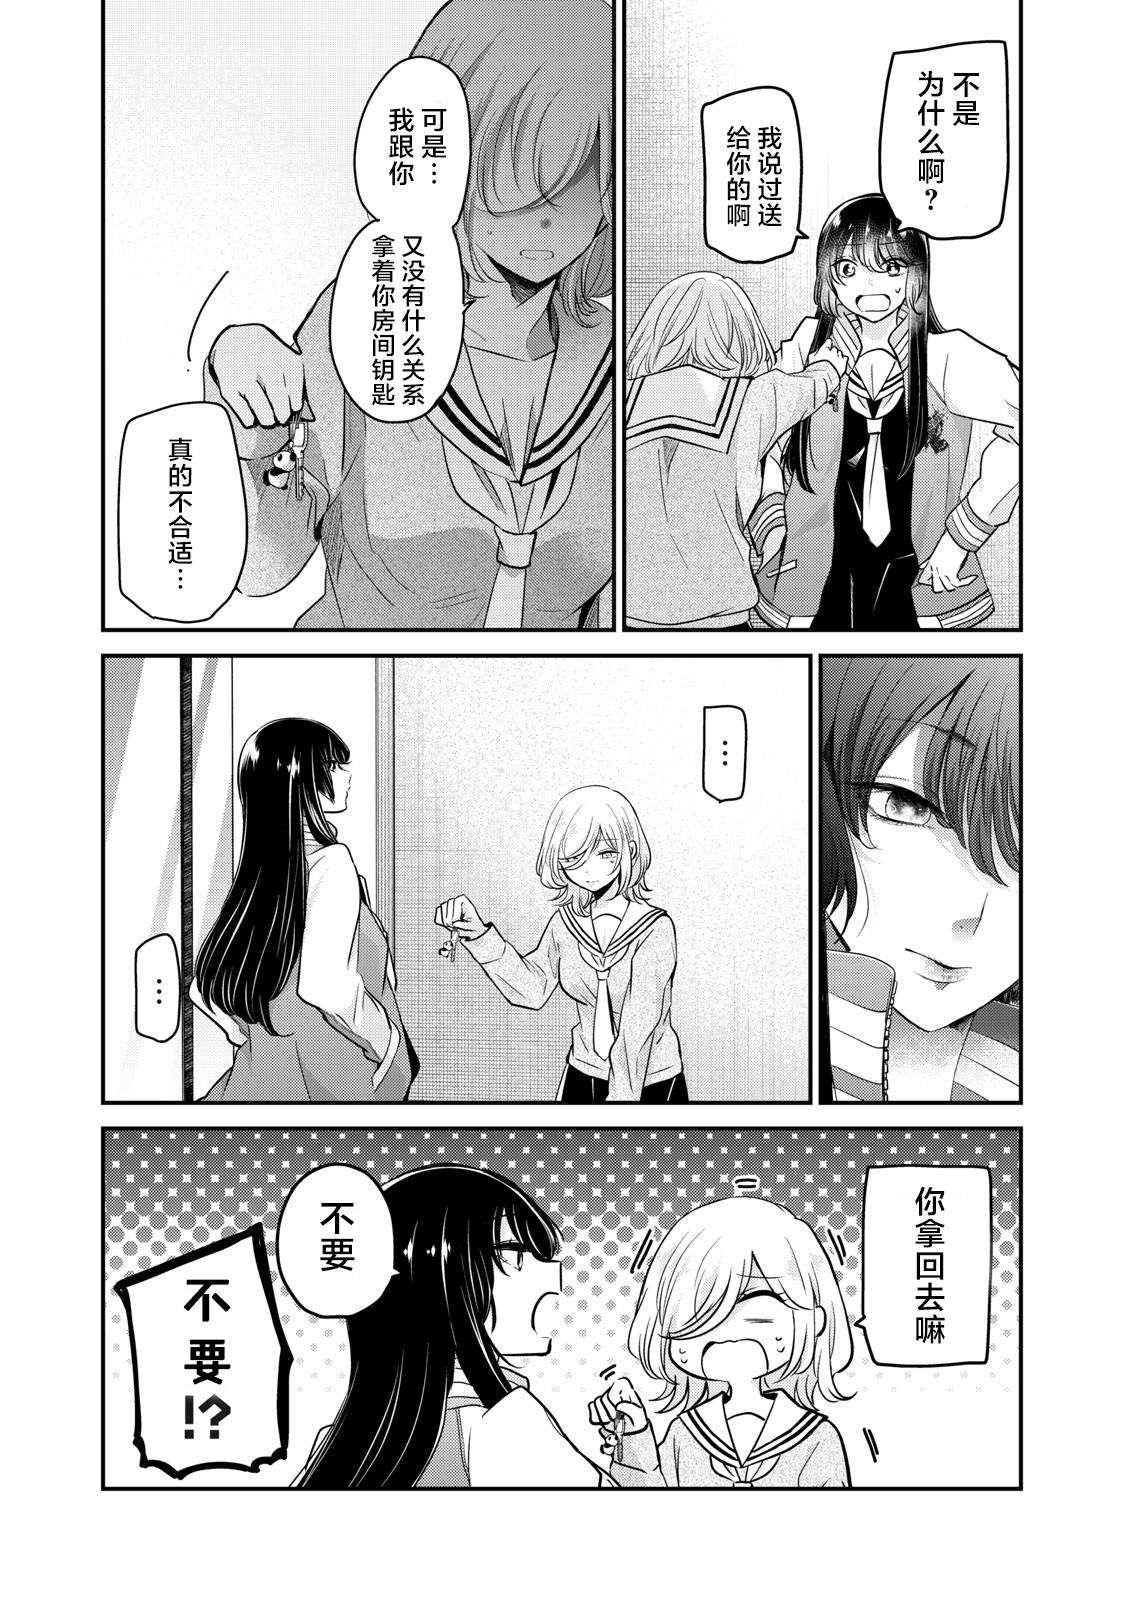 不是
为什么啊?
我说过送
给你的啊
可是…
我跟你
又没有什么关系
拿着你房间钥匙
真的不合适…
…
…
你拿回去嘛
不要
不要!?